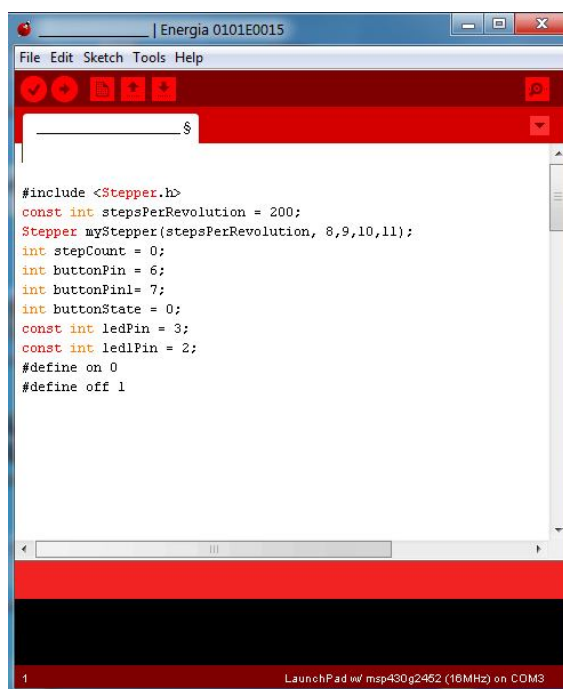 _______________ | Energia 0101E0015
File Edit Sketch Tools Help
____________________ §
#include <Stepper.h>
const int stepsPerRevolution = 200;
Stepper myStepper(stepsPerRevolution, 8,9,10,11);
int stepCount = 0;
int buttonPin = 6;
int buttonPin1= 7;
int buttonState = 0;
const int ledPin = 3;
const int led1Pin = 2;
#define on 0
#define off 1
1
LaunchPad w/ msp430g2452 (16MHz) on COM3